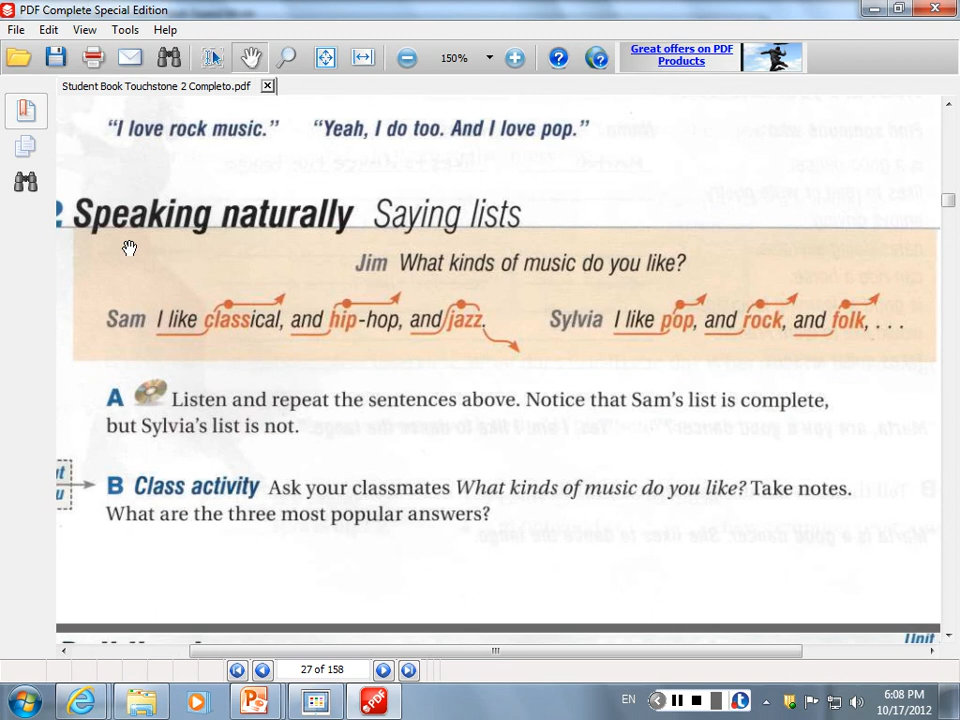 PDF Complete Special Edition
File Edit View Tools Help
150%
Great offers on PDF
Products
Student Book Touchstone 2 Completo.pdf
"I love rock music." "Yeah, I do too. And I love pop."
Speaking naturally Saying lists
Jim What kinds of music do you like?
Sam I like classical, and hip-hop, and jazz. Sylvia I like pop, and rock, and folk, . . .
A Listen and repeat the sentences above. Notice that Sam's list is complete,
but Sylvia's list is not.
B Class activity Ask your classmates What kinds of music do you like? Take notes.
What are the three most popular answers?
Unit
27 of 158
EN
6:08 PM
10/17/2012